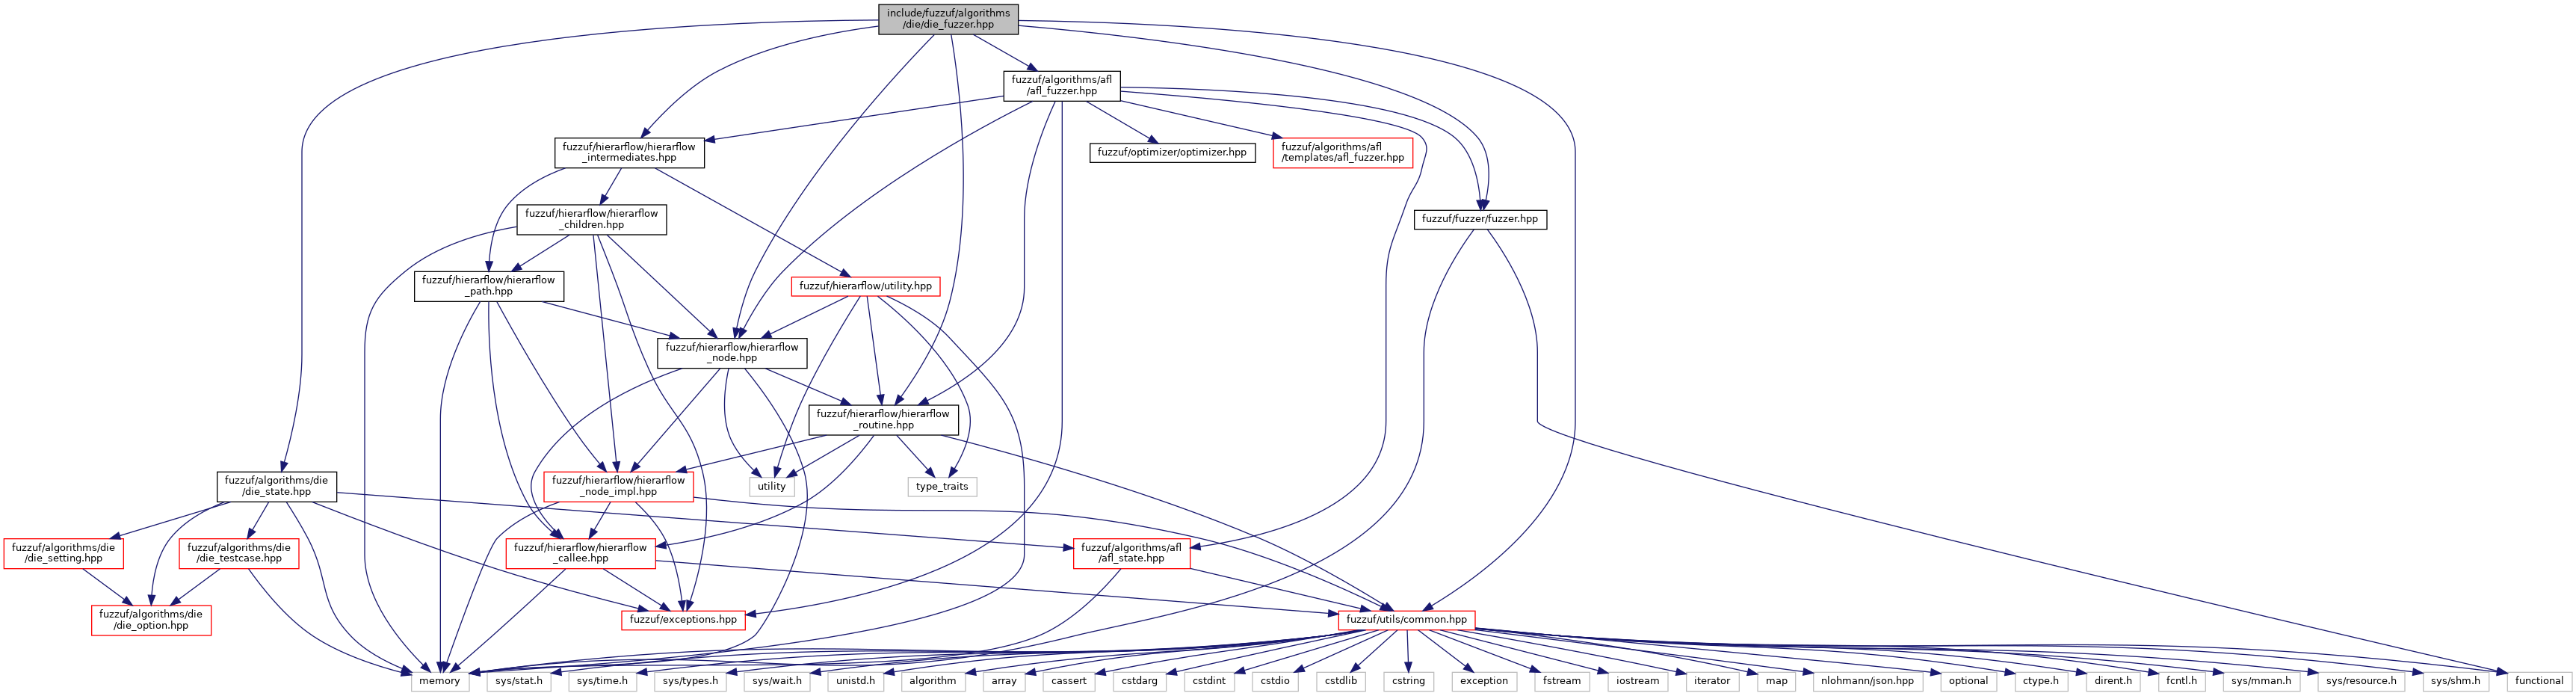 include/fuzzuf/algorithms
/die/die_fuzzer.hpp
fuzzuf/algorithms/afl
/afl_fuzzer.hpp
fuzzuf/hierarflow/hierarflow
_intermediates.hpp
fuzzuf/optimizer/optimizer.hpp
fuzzuf/algorithms/afl
/templates/afl_fuzzer.hpp
fuzzuf/hierarflow/hierarflow
_children.hpp
fuzzuf/fuzzer/fuzzer.hpp
fuzzuf/hierarflow/hierarflow
_path.hpp
fuzzuf/hierarflow/utility.hpp
fuzzuf/hierarflow/hierarflow
_node.hpp
fuzzuf/hierarflow/hierarflow
_routine.hpp
fuzzuf/algorithms/die
/die_state.hpp
fuzzuf/hierarflow/hierarflow
_node_impl.hpp
utility
type_traits
fuzzuf/algorithms/die
/die_setting.hpp
fuzzuf/algorithms/die
/die_testcase.hpp
fuzzuf/hierarflow/hierarflow
_callee.hpp
fuzzuf/algorithms/afl
/afl_state.hpp
fuzzuf/algorithms/die
/die_option.hpp
fuzzuf/exceptions.hpp
fuzzuf/utils/common.hpp
memory
sys/stat.h
sys/time.h
sys/types.h
sys/wait.h
unistd.h
algorithm
array
cassert
cstdarg
cstdint
cstdio
cstdlib
cstring
exception
fstream
iostream
iterator
map
nlohmann/json.hpp
optional
ctype.h
dirent.h
fcntl.h
sys/mman.h
sys/resource.h
sys/shm.h
functional